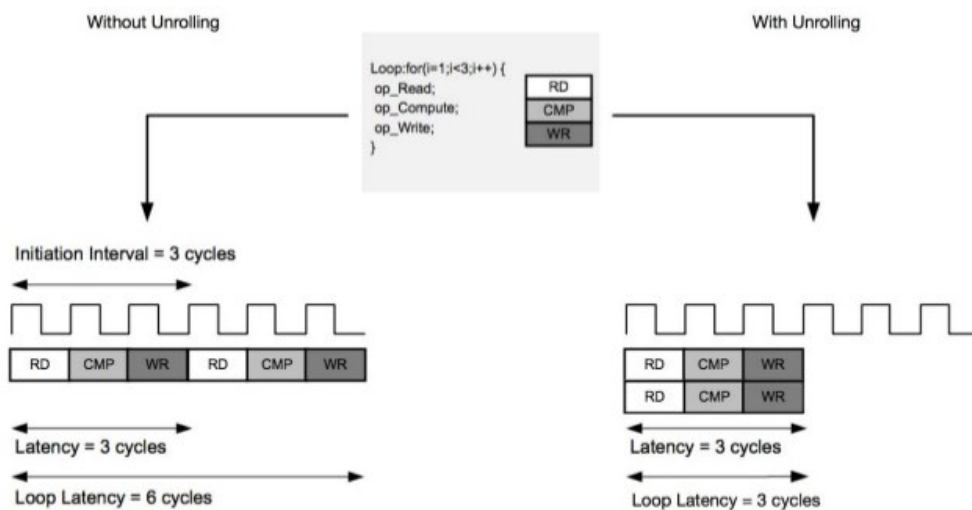 Without Unrolling
With Unrolling
Loop:for(i=1;i<3;i++) {
op_Read;
op_Compute;
op_Write;
}
RD
CMP
WR
Initiation Interval = 3 cycles
RD CMP WR RD CMP WR
Latency = 3 cycles
Loop Latency = 6 cycles
RD CMP WR
RD CMP WR
Latency = 3 cycles
Loop Latency = 3 cycles